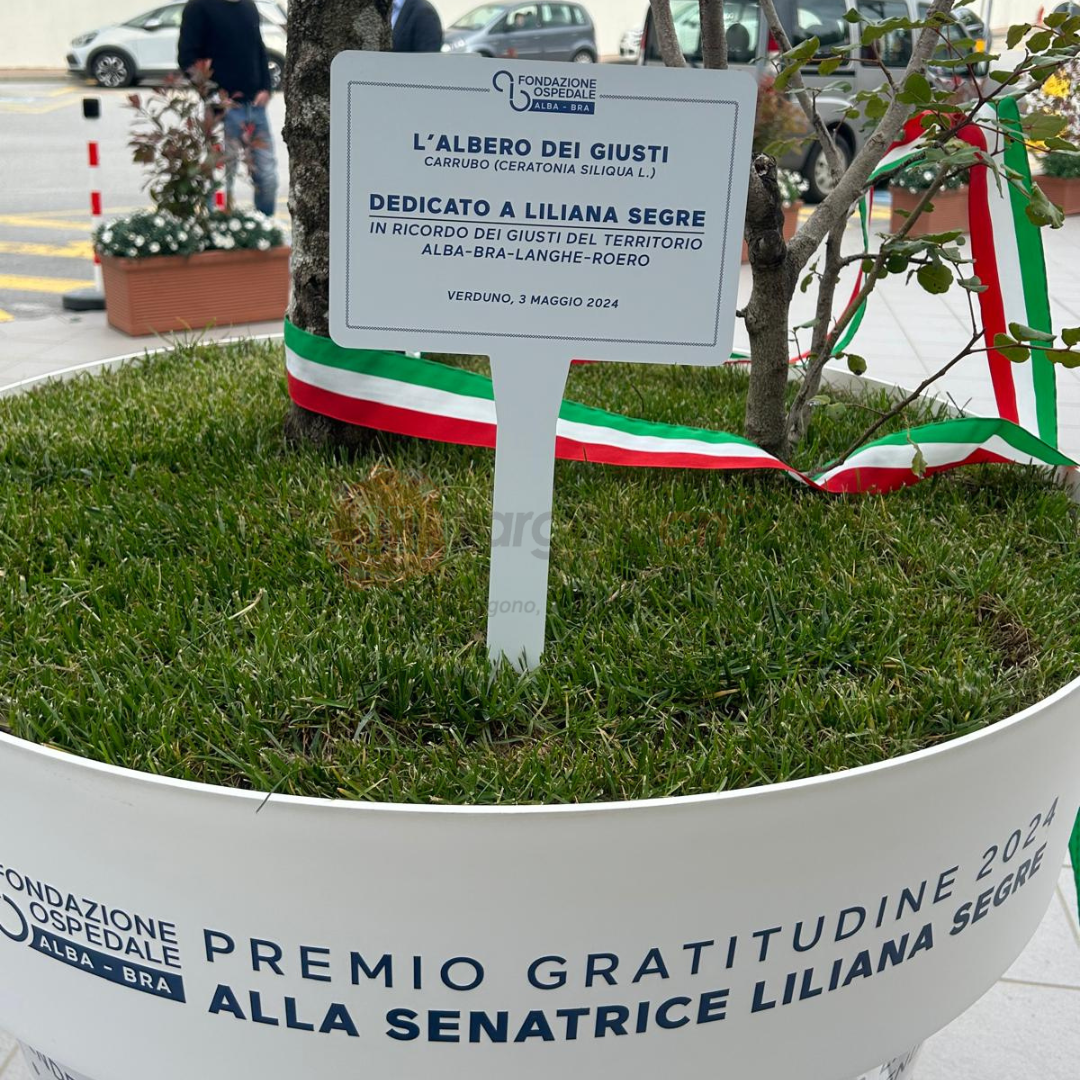 FONDAZIONE
OSPEDALE
ALBA - BRA
L'ALBERO DEI GIUSTI
CARRUBO (CERATONIA SILIQUA L.)
DEDICATO A LILIANA SEGRE
IN RICORDO DEI GIUSTI DEL TERRITORIO
ALBA-BRA-LANGHE-ROERO
VERDUNO, 3 MAGGIO 2024
FONDAZIONE
OSPEDALE
ALBA - BRA
PREMIO GRATITUDINE 2024
ALLA SENATRICE LILIANA SEGRE